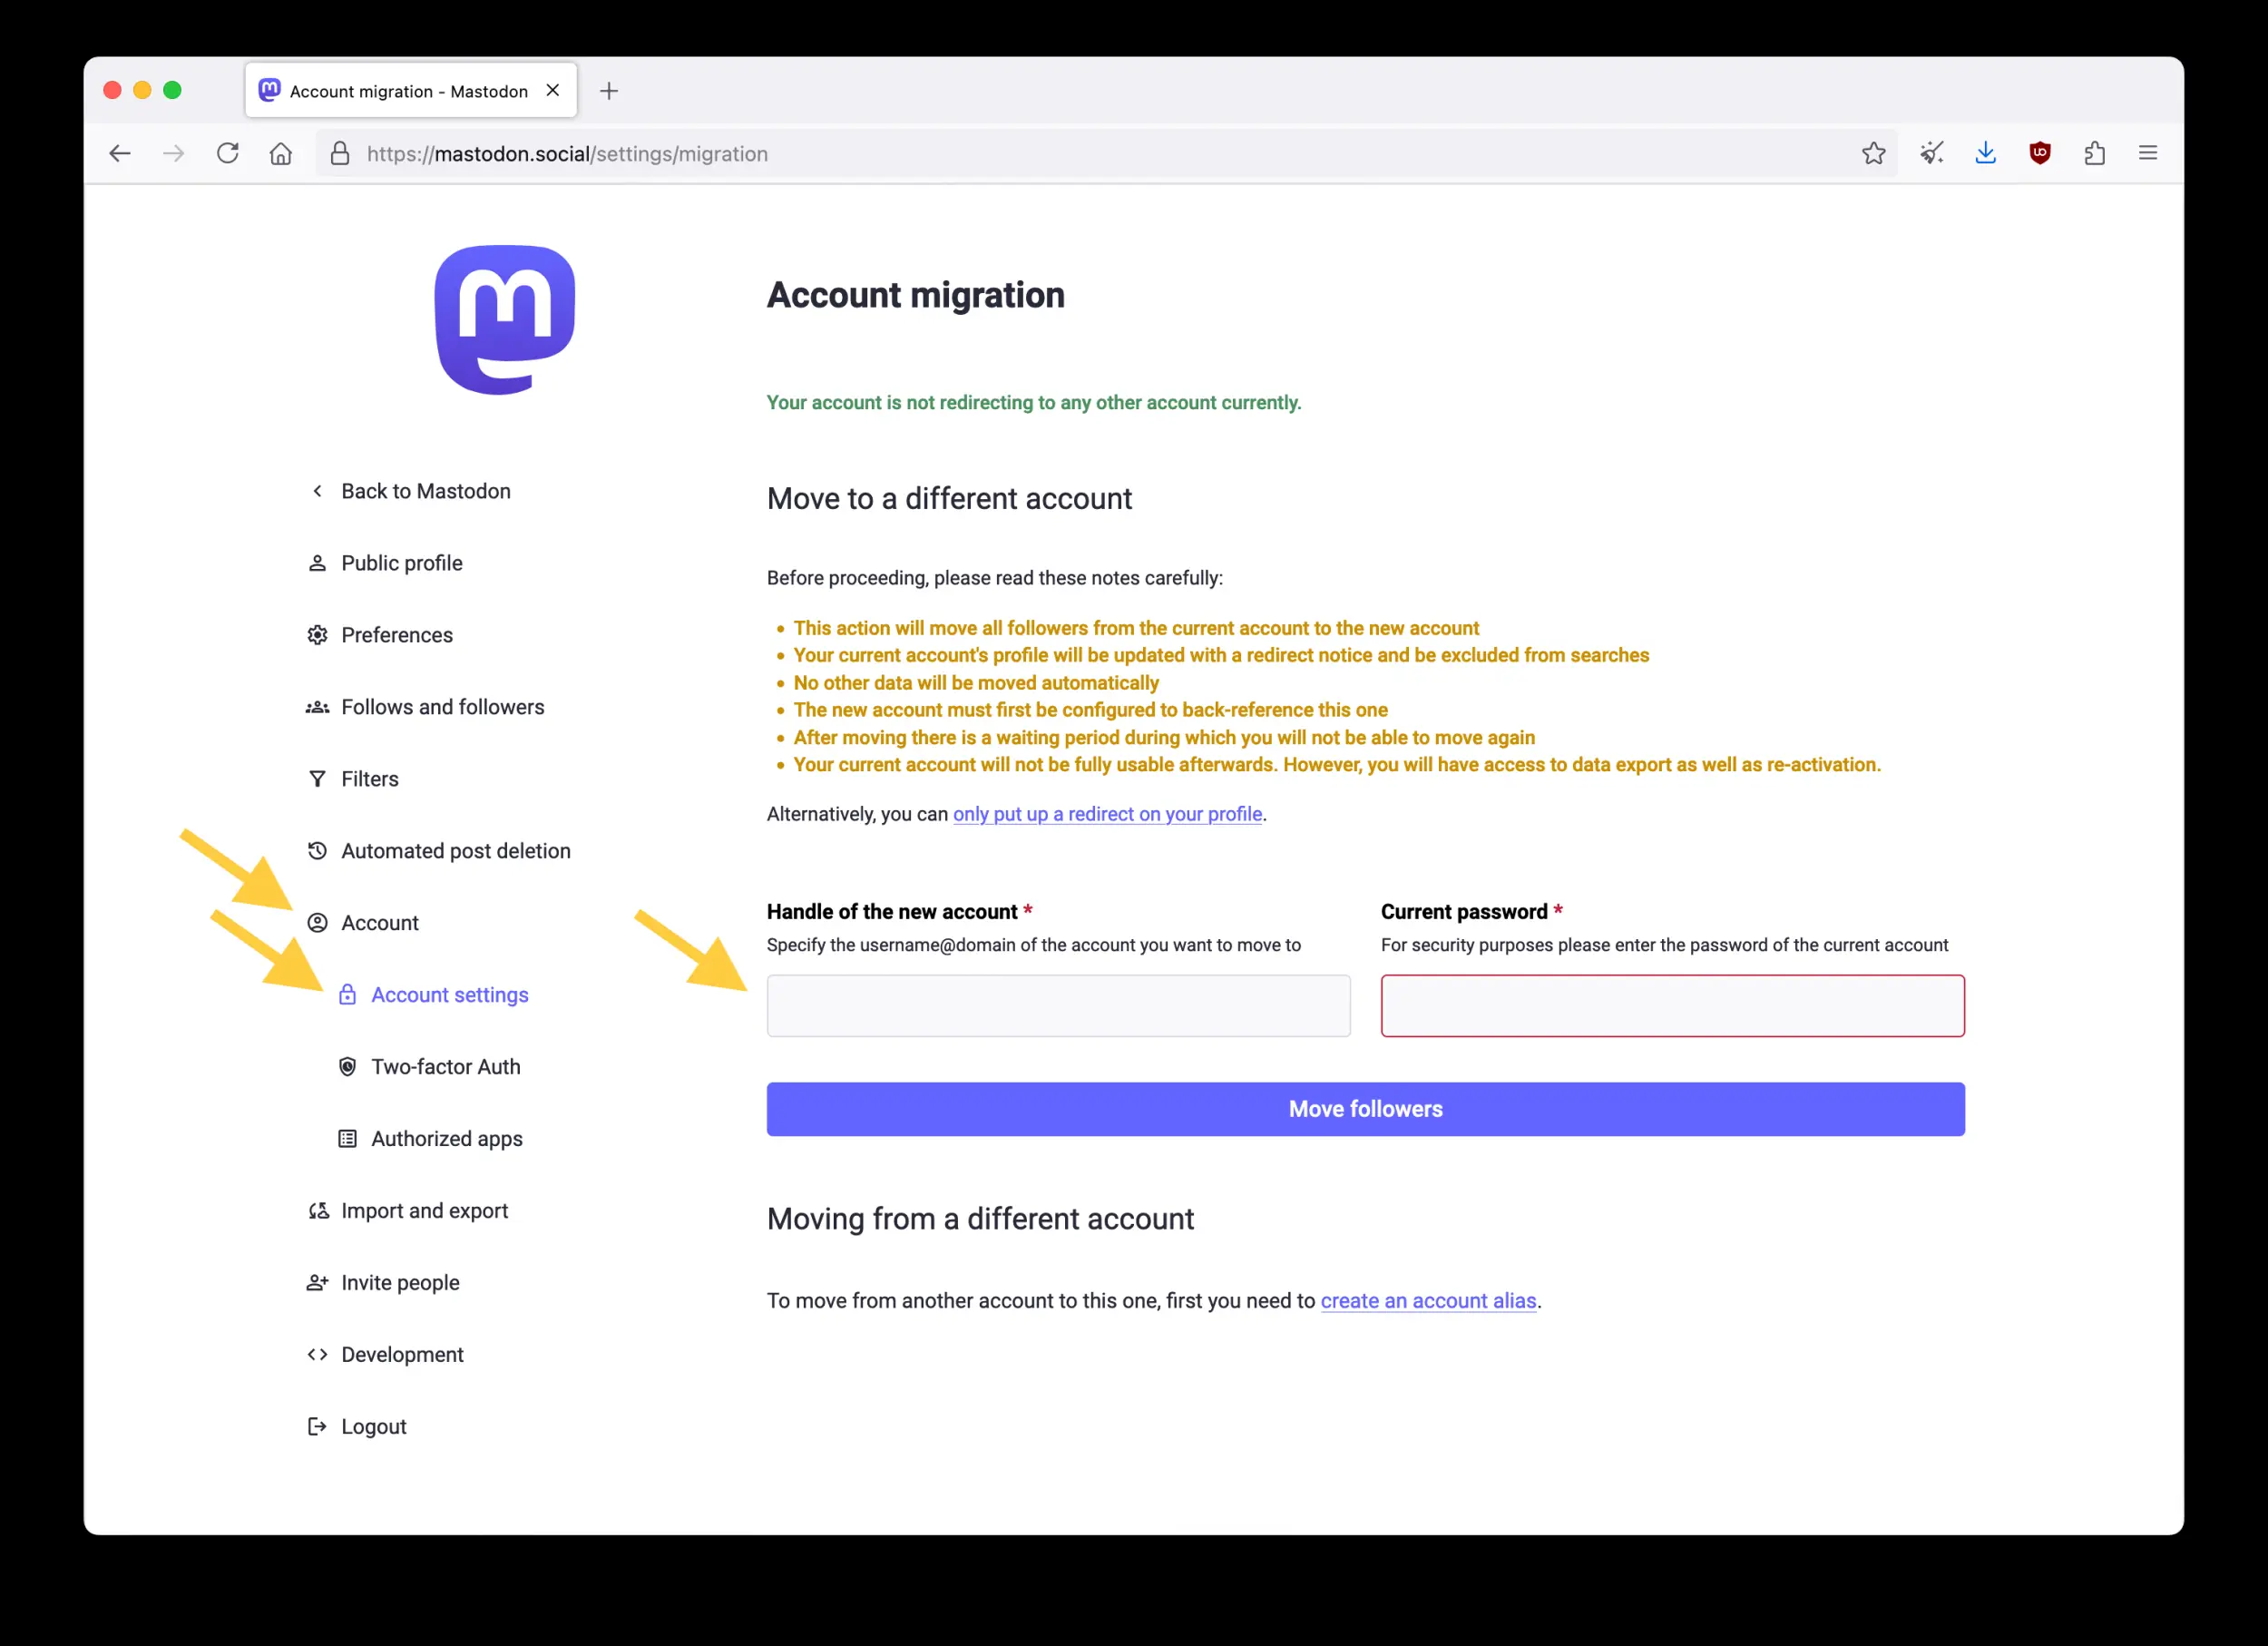 Account migration - Mastodon
https://mastodon.social/settings/migration
Back to Mastodon
Public profile
Preferences
Follows and followers
Filters
Automated post deletion
Account
Account settings
Two-factor Auth
Authorized apps
Import and export
Invite people
Development
Logout
Account migration
Your account is not redirecting to any other account currently.
Move to a different account
Before proceeding, please read these notes carefully:
• This action will move all followers from the current account to the new account
• Your current account's profile will be updated with a redirect notice and be excluded from searches
• No other data will be moved automatically
• The new account must first be configured to back-reference this one
• After moving there is a waiting period during which you will not be able to move again
• Your current account will not be fully usable afterwards. However, you will have access to data export as well as re-activation.
Alternatively, you can only put up a redirect on your profile.
Handle of the new account *
Specify the username@domain of the account you want to move to
Current password *
For security purposes please enter the password of the current account
Move followers
Moving from a different account
To move from another account to this one, first you need to create an account alias.